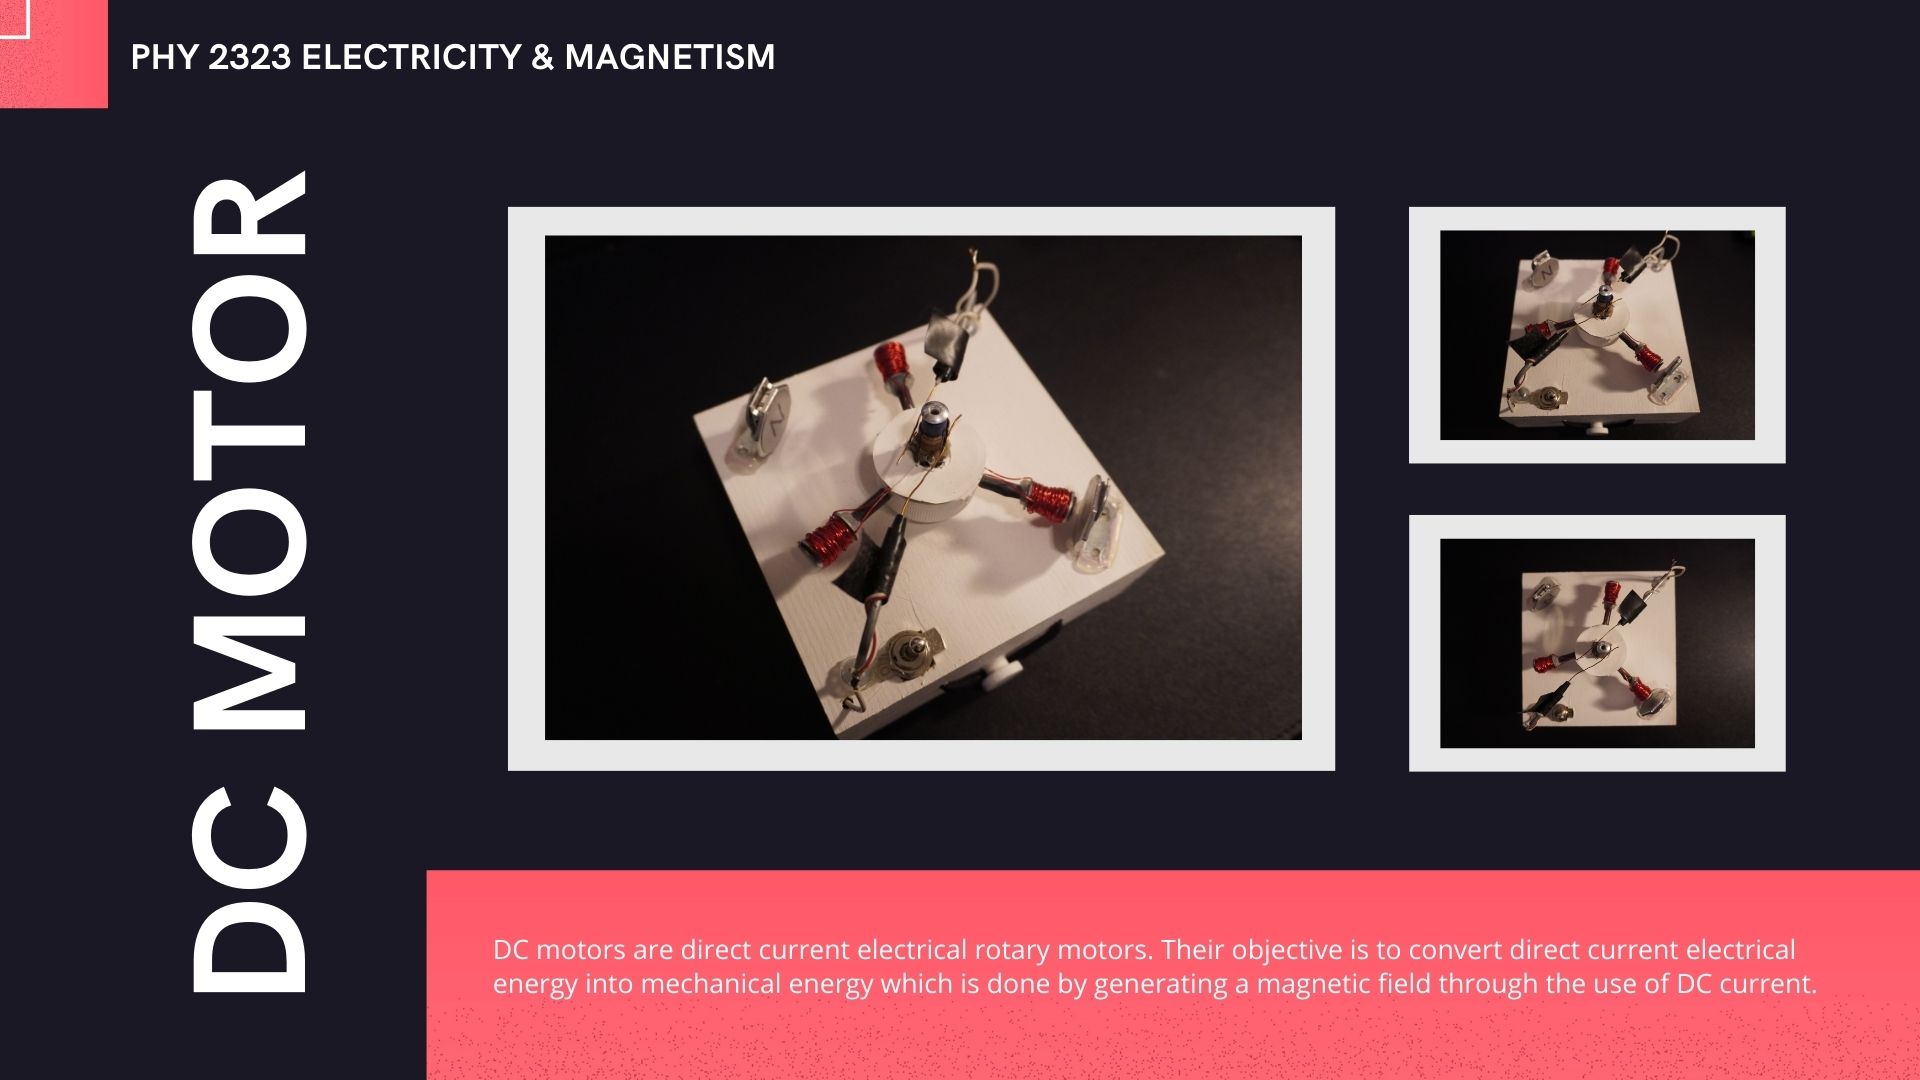 PHY 2323 ELECTRICITY & MAGNETISM
DC MOTOR
N
N
DC motors are direct current electrical rotary motors. Their objective is to convert direct current electrical
energy into mechanical energy which is done by generating a magnetic field through the use of DC current.